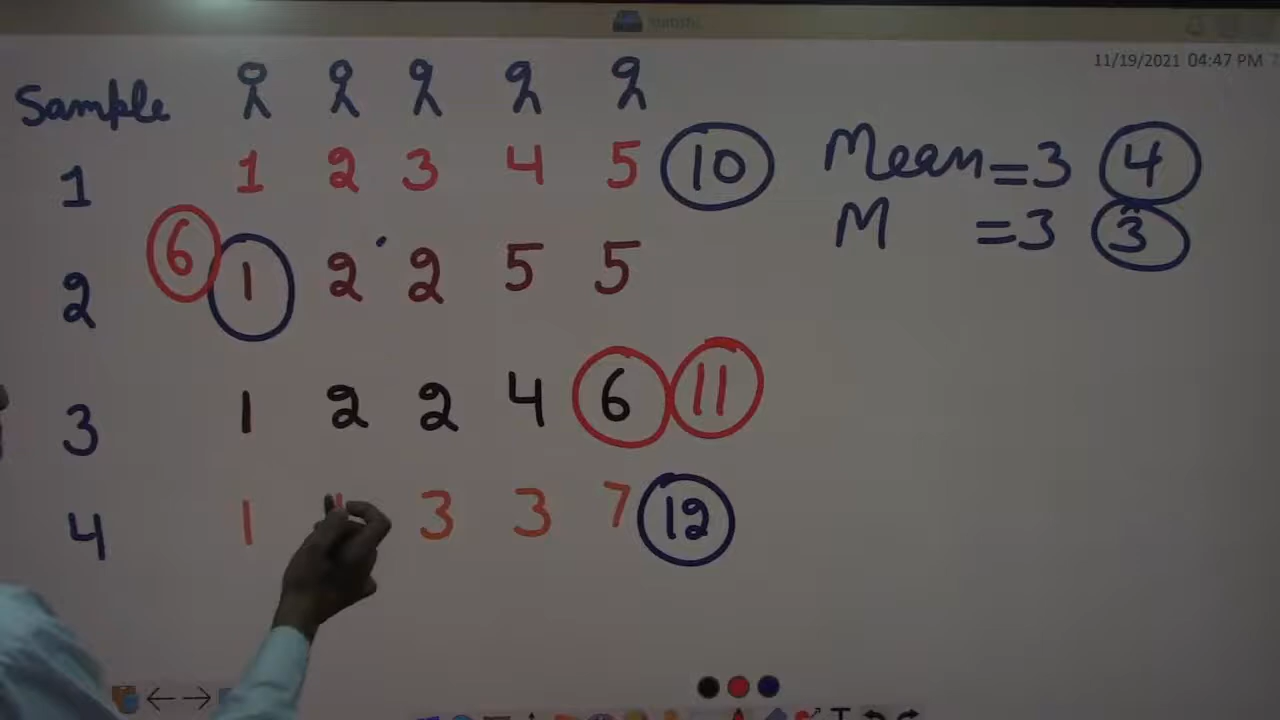 11/19/2021 04:47 PM
Sample
1 1 2 3 4 5 10 Mean = 3 4
M = 3 3
2 6 1 2 2 5 5
3 1 2 2 4 6 11
4 1 1 3 3 7 12